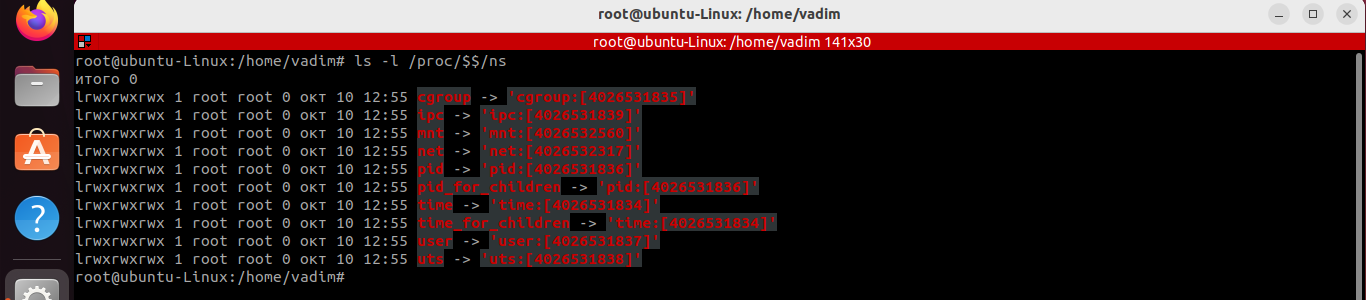 root@ubuntu-Linux: /home/vadim
root@ubuntu-Linux: /home/vadim 141x30
root@ubuntu-Linux:/home/vadim# ls -l /proc/$$/ns
итого 0
lrwxrwxrwx 1 root root 0 окт 10 12:55 cgroup -> 'cgroup:[4026531835]'
lrwxrwxrwx 1 root root 0 окт 10 12:55 ipc -> 'ipc:[4026531839]'
lrwxrwxrwx 1 root root 0 окт 10 12:55 mnt -> 'mnt:[4026532560]'
lrwxrwxrwx 1 root root 0 окт 10 12:55 net -> 'net:[4026532317]'
lrwxrwxrwx 1 root root 0 окт 10 12:55 pid -> 'pid:[4026531836]'
lrwxrwxrwx 1 root root 0 окт 10 12:55 pid_for_children -> 'pid:[4026531836]'
lrwxrwxrwx 1 root root 0 окт 10 12:55 time -> 'time:[4026531834]'
lrwxrwxrwx 1 root root 0 окт 10 12:55 time_for_children -> 'time:[4026531834]'
lrwxrwxrwx 1 root root 0 окт 10 12:55 user -> 'user:[4026531837]'
lrwxrwxrwx 1 root root 0 окт 10 12:55 uts -> 'uts:[4026531838]'
root@ubuntu-Linux:/home/vadim#